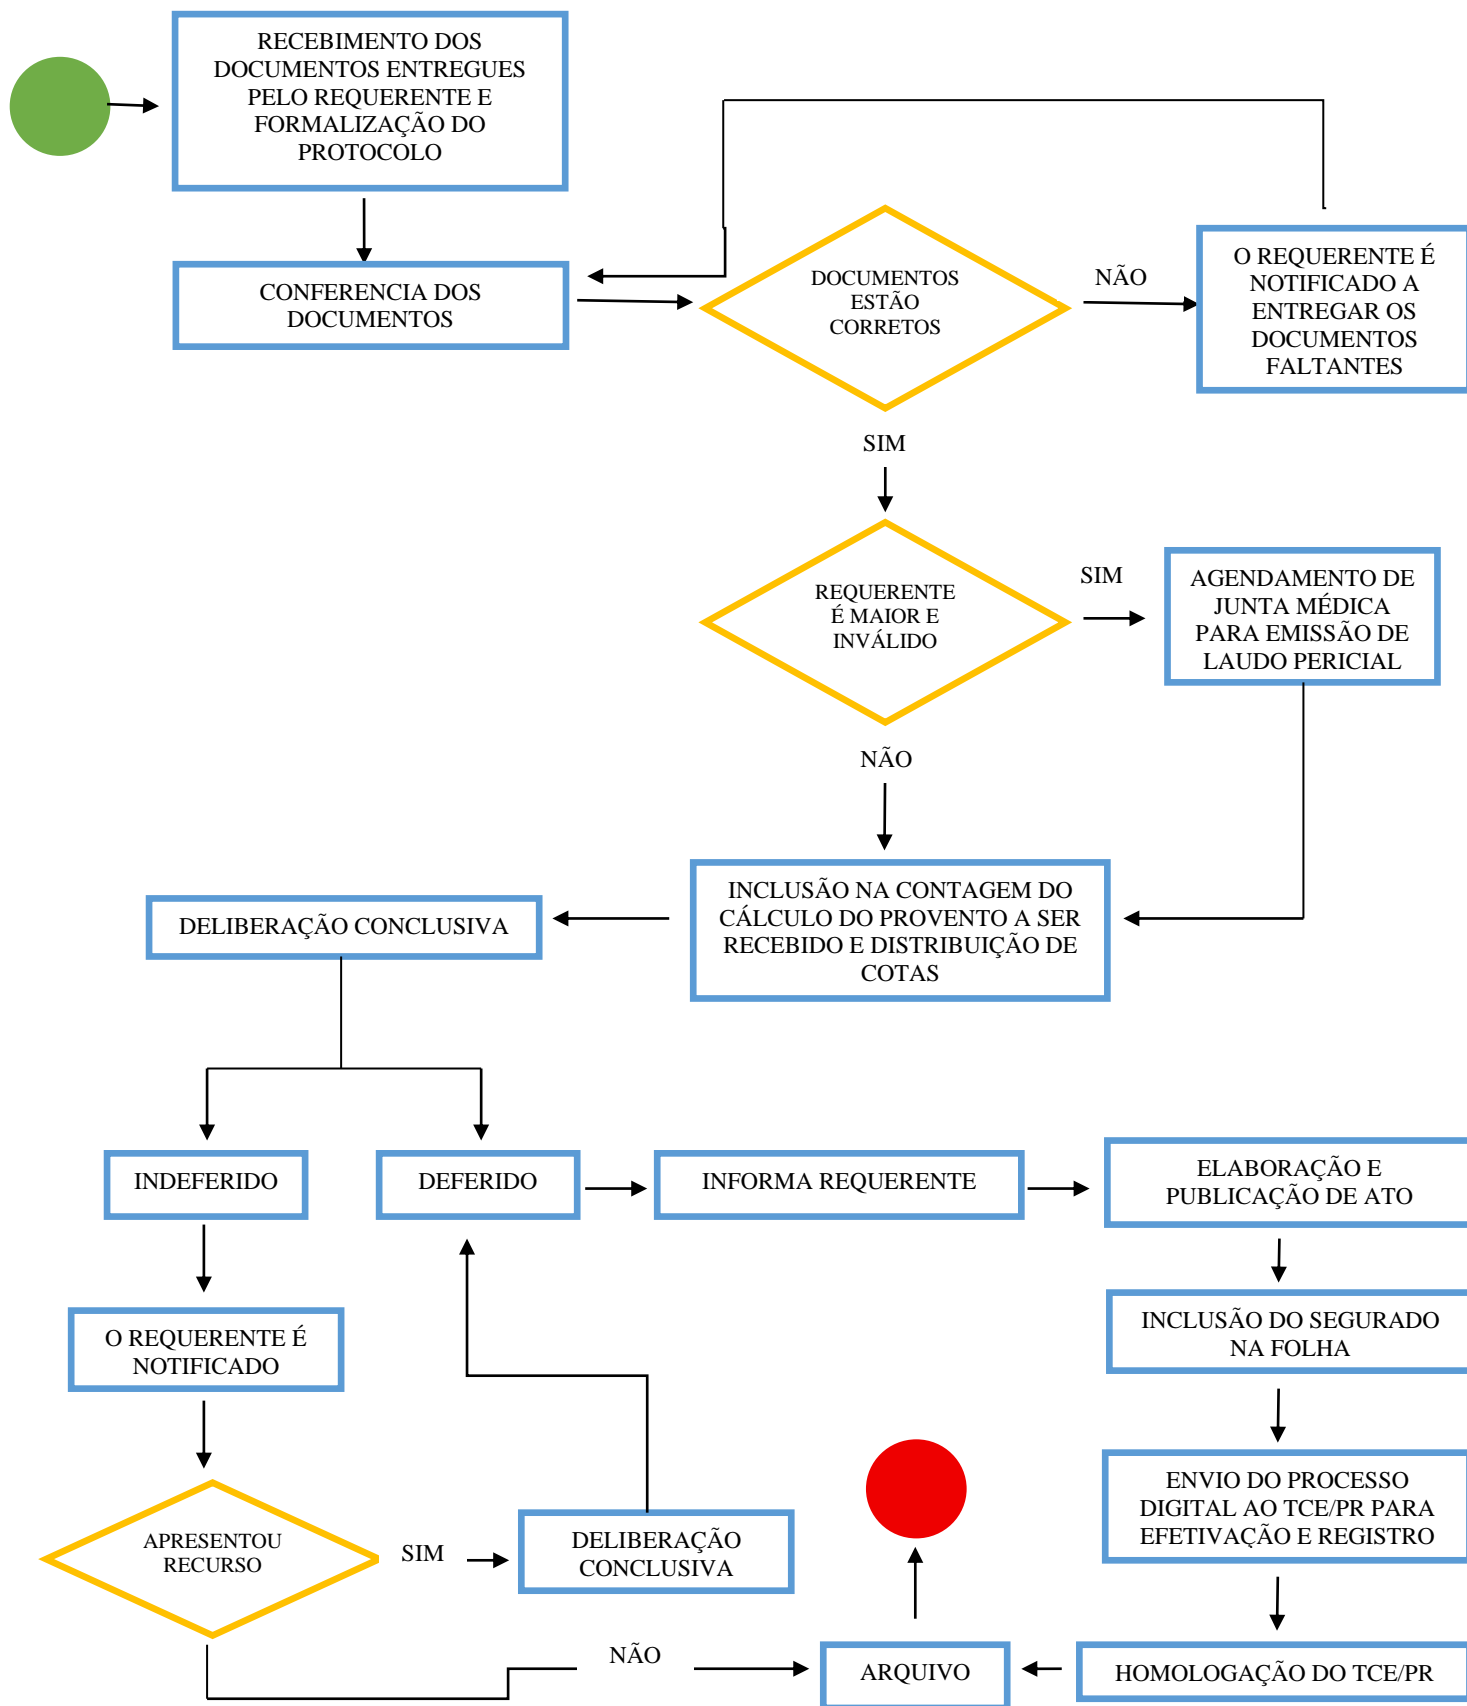 RECEBIMENTO DOS
DOCUMENTOS ENTREGUES
PELO REQUERENTE E
FORMALIZAÇÃO DO
PROTOCOLO
CONFERENCIA DOS
DOCUMENTOS
DOCUMENTOS
ESTÃO
CORRETOS
NÃO
O REQUERENTE É
NOTIFICADO A
ENTREGAR OS
DOCUMENTOS
FALTANTES
SIM
REQUERENTE
É MAIOR E
INVÁLIDO
SIM
AGENDAMENTO DE
JUNTA MÉDICA
PARA EMISSÃO DE
LAUDO PERICIAL
NÃO
INCLUSÃO NA CONTAGEM DO
CÁLCULO DO PROVENTO A SER
RECEBIDO E DISTRIBUIÇÃO DE
COTAS
DELIBERAÇÃO CONCLUSIVA
INDEFERIDO
DEFERIDO
INFORMA REQUERENTE
ELABORAÇÃO E
PUBLICAÇÃO DE ATO
O REQUERENTE É
NOTIFICADO
INCLUSÃO DO SEGURADO
NA FOLHA
APRESENTOU
RECURSO
SIM
DELIBERAÇÃO
CONCLUSIVA
ENVIO DO PROCESSO
DIGITAL AO TCE/PR PARA
EFETIVAÇÃO E REGISTRO
NÃO
ARQUIVO
HOMOLOGAÇÃO DO TCE/PR